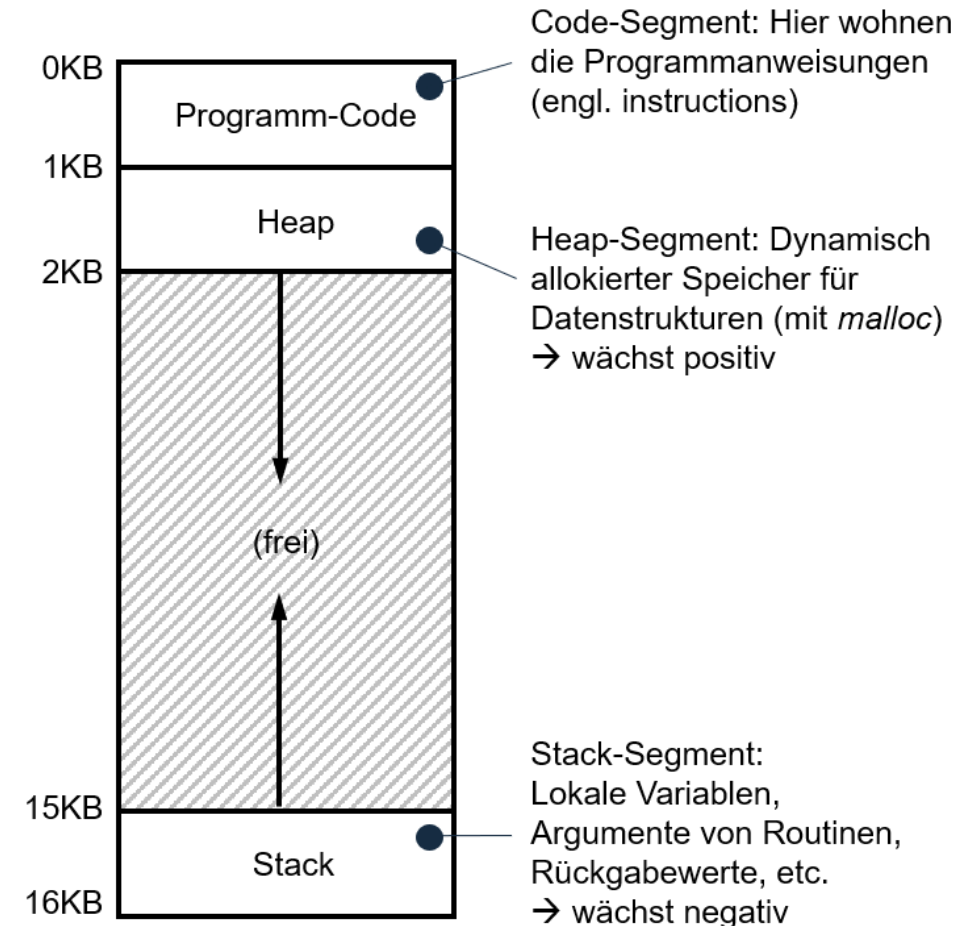 Code-Segment: Hier wohnen
die Programmanweisungen
(engl. instructions)
0KB
Programm-Code
1KB
Heap
2KB
Heap-Segment: Dynamisch
allokierter Speicher für
Datenstrukturen (mit malloc)
→ wächst positiv
(frei)
Stack-Segment:
Lokale Variablen,
Argumente von Routinen,
Rückgabewerte, etc.
→ wächst negativ
15KB
Stack
16KB